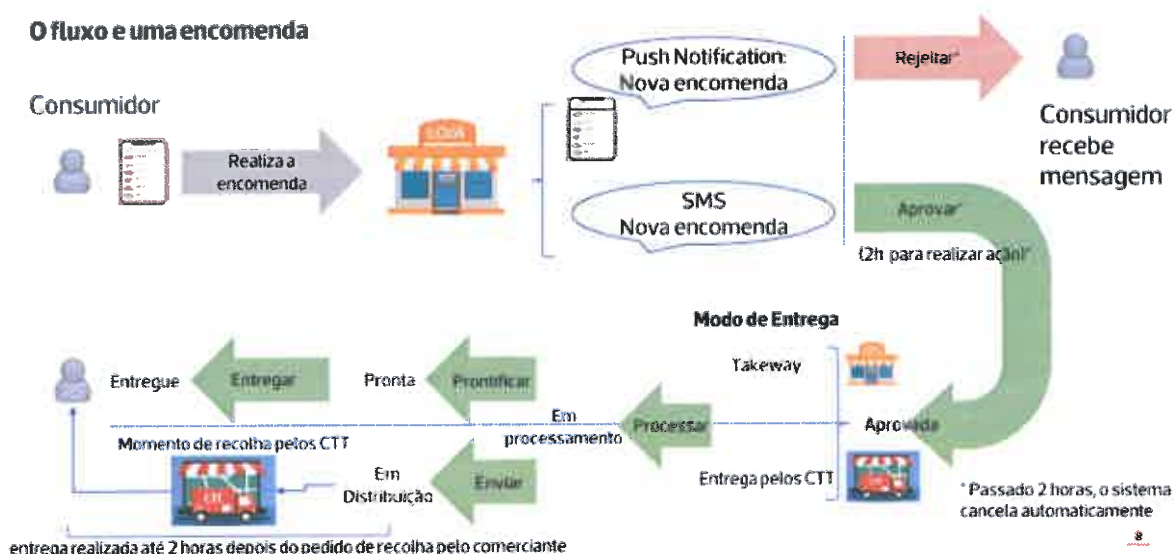 O fluxo e uma encomenda
Consumidor
Realiza a
encomenda
LOJA
Push Notification:
Nova encomenda
SMS
Nova encomenda
Rejeitar*
Consumidor
recebe
mensagem
Aprovar*
(2h para realizar ação)*
Modo de Entrega
Takeway
Aprovada
Entrega pelos CTT
* Passado 2 horas, o sistema
cancela automaticamente
Processar
Em
processamento
Prontificar
Pronta
Entregar
Entregue
Enviar
Em
Distribuição
Momento de recolha pelos CTT
CTT
entrega realizada até 2 horas depois do pedido de recolha pelo comerciante
8